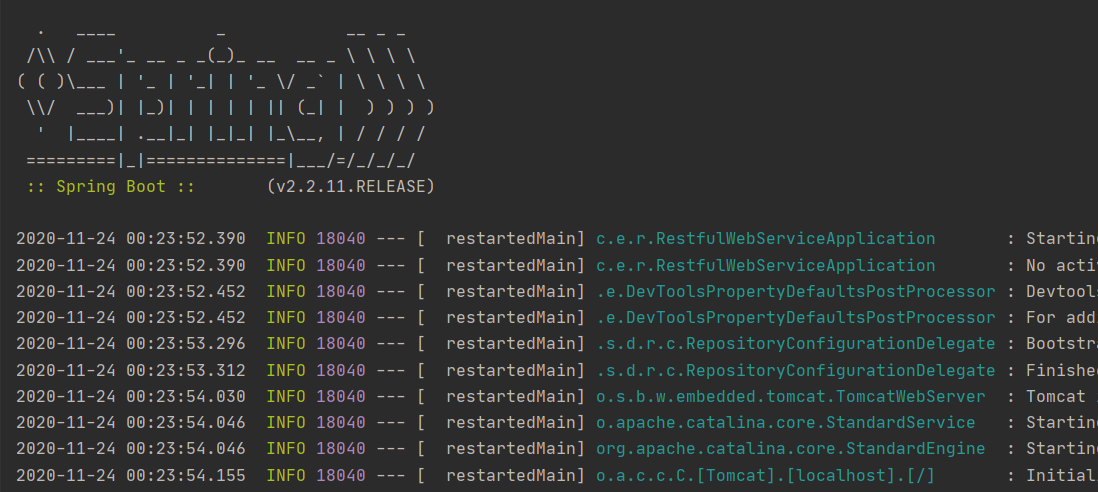 .   ____          _            __ _ _
 /\\ / ___'_ __ _ _(_)_ __  __ _ \ \ \ \
( ( )\___ | '_ | '_| | '_ \/ _` | \ \ \ \
 \\/  ___)| |_)| | | | | || (_| |  ) ) ) )
  '  |____| .__|_| |_|_| |_\__, | / / / /
 =========|_|==============|___/=/_/_/_/
 :: Spring Boot ::       (v2.2.11.RELEASE)
2020-11-24 00:23:52.390  INFO 18040 --- [  restartedMain] c.e.r.RestfulWebServiceApplication       : Starting
2020-11-24 00:23:52.390  INFO 18040 --- [  restartedMain] c.e.r.RestfulWebServiceApplication       : No acti
2020-11-24 00:23:52.452  INFO 18040 --- [  restartedMain] .e.DevToolsPropertyDefaultsPostProcessor : Devtools
2020-11-24 00:23:52.452  INFO 18040 --- [  restartedMain] .e.DevToolsPropertyDefaultsPostProcessor : For add
2020-11-24 00:23:53.296  INFO 18040 --- [  restartedMain] .s.d.r.c.RepositoryConfigurationDelegate : Bootstra
2020-11-24 00:23:53.312  INFO 18040 --- [  restartedMain] .s.d.r.c.RepositoryConfigurationDelegate : Finished
2020-11-24 00:23:54.030  INFO 18040 --- [  restartedMain] o.s.b.w.embedded.tomcat.TomcatWebServer  : Tomcat
2020-11-24 00:23:54.046  INFO 18040 --- [  restartedMain] o.apache.catalina.core.StandardService   : Starting
2020-11-24 00:23:54.046  INFO 18040 --- [  restartedMain] org.apache.catalina.core.StandardEngine  : Starting
2020-11-24 00:23:54.155  INFO 18040 --- [  restartedMain] o.a.c.c.C.[Tomcat].[localhost].[/]       : Initial